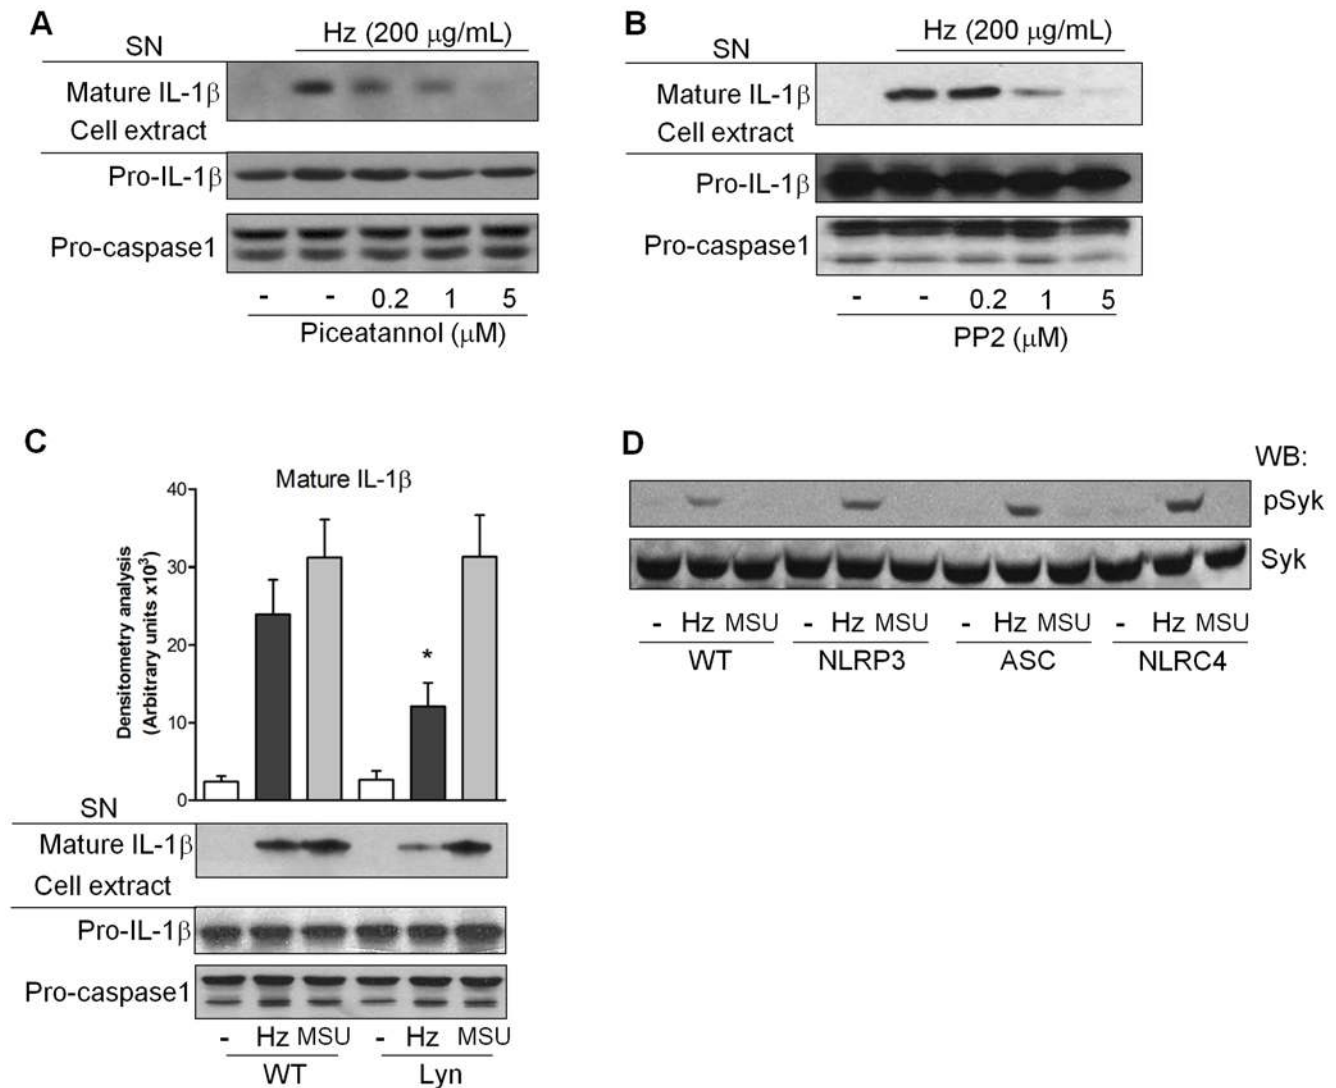 A
Hz (200 μg/mL)
SN
Mature IL-1β
Cell extract
Pro-IL-1β
Pro-caspase1
- - 0.2 1 5
Piceatannol (μM)
B
Hz (200 μg/mL)
SN
Mature IL-1β
Cell extract
Pro-IL-1β
Pro-caspase1
- - 0.2 1 5
PP2 (μM)
C
Mature IL-1β
Densitometry analysis
(Arbitrary units x10³)
40
30
20
10
0
*
SN
Mature IL-1β
Cell extract
Pro-IL-1β
Pro-caspase1
- Hz MSU - Hz MSU
WT Lyn
D
WB:
pSyk
Syk
- Hz MSU - Hz MSU - Hz MSU - Hz MSU
WT NLRP3 ASC NLRC4